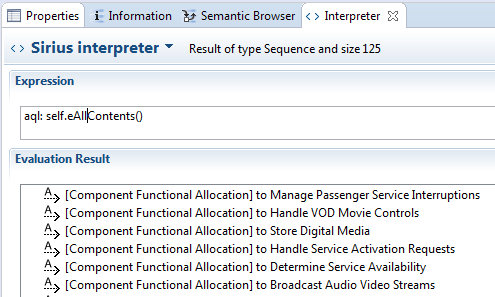 Properties Information Semantic Browser Interpreter
Sirius interpreter Result of type Sequence and size 125
Expression
aql: self.eAllContents()
Evaluation Result
[Component Functional Allocation] to Manage Passenger Service Interruptions
[Component Functional Allocation] to Handle VOD Movie Controls
[Component Functional Allocation] to Store Digital Media
[Component Functional Allocation] to Handle Service Activation Requests
[Component Functional Allocation] to Determine Service Availability
[Component Functional Allocation] to Broadcast Audio Video Streams